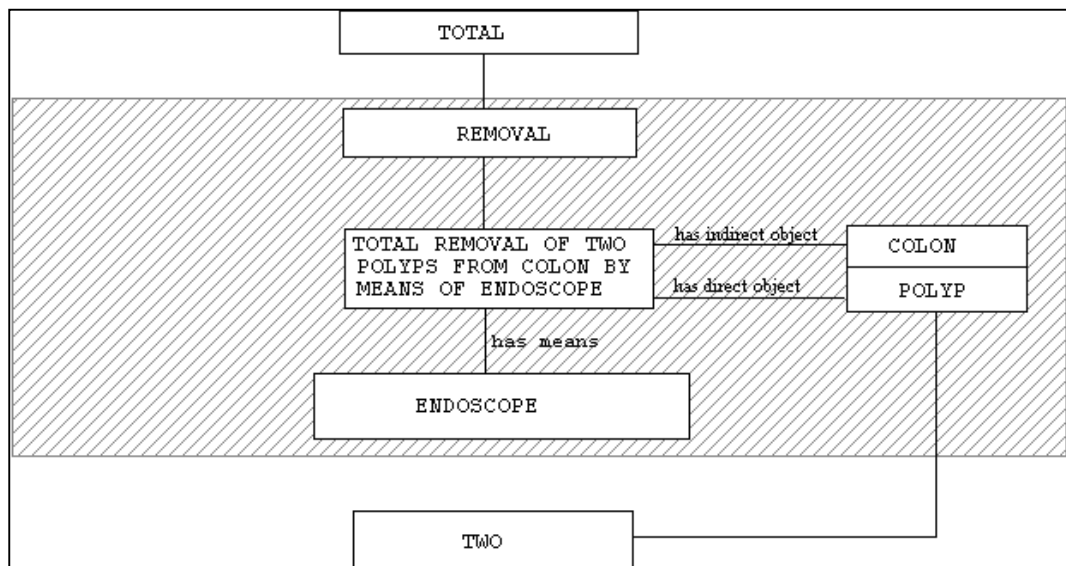 TOTAL
REMOVAL
TOTAL REMOVAL OF TWO
POLYPS FROM COLON BY
MEANS OF ENDOSCOPE
has indirect object
COLON
has direct object
POLYP
has means
ENDOSCOPE
TWO